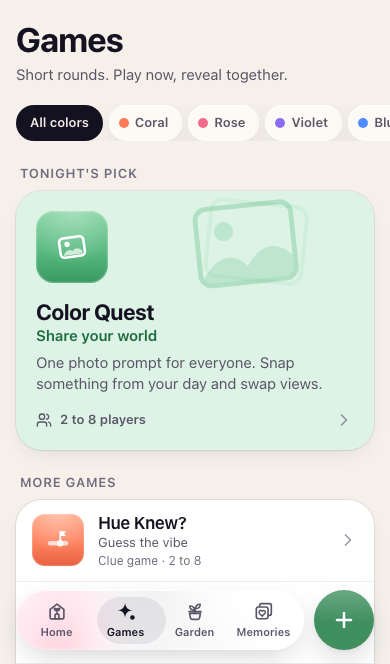 Games
Short rounds. Play now, reveal together.
All colors
Coral
Rose
Violet
Blu
TONIGHT'S PICK
Color Quest
Share your world
One photo prompt for everyone. Snap
something from your day and swap views.
2 to 8 players
MORE GAMES
Hue Knew?
Guess the vibe
Clue game · 2 to 8
Home
Games
Garden
Memories